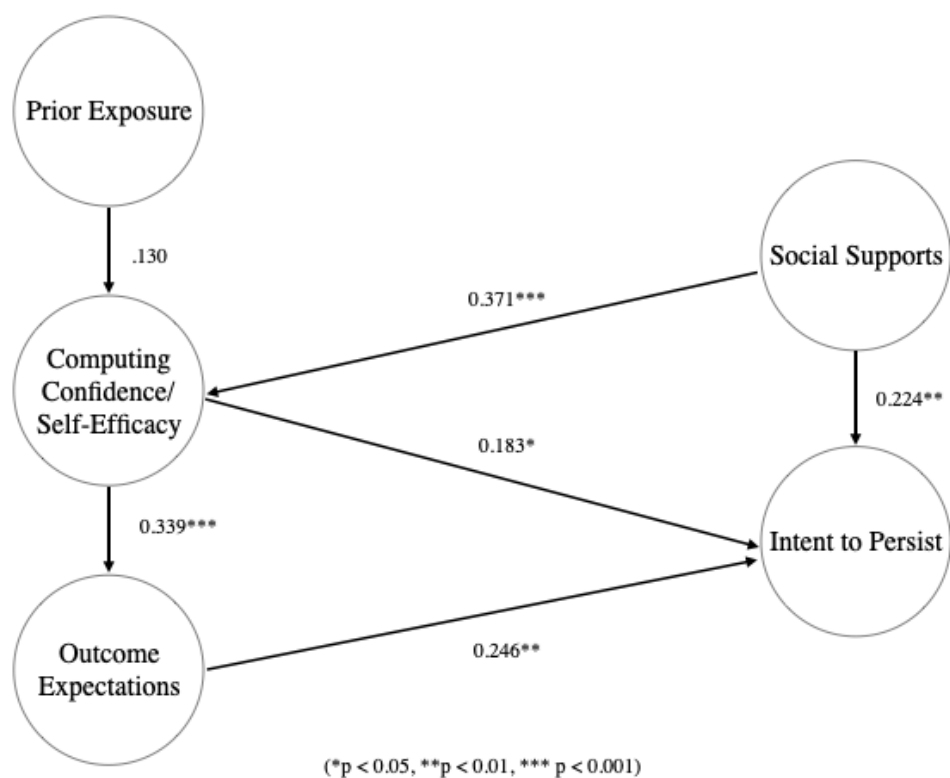 Prior Exposure
.130
Social Supports
0.371***
Computing
Confidence/
Self-Efficacy
0.224**
0.183*
0.339***
Intent to Persist
Outcome
Expectations
0.246**
(*p < 0.05, **p < 0.01, *** p < 0.001)